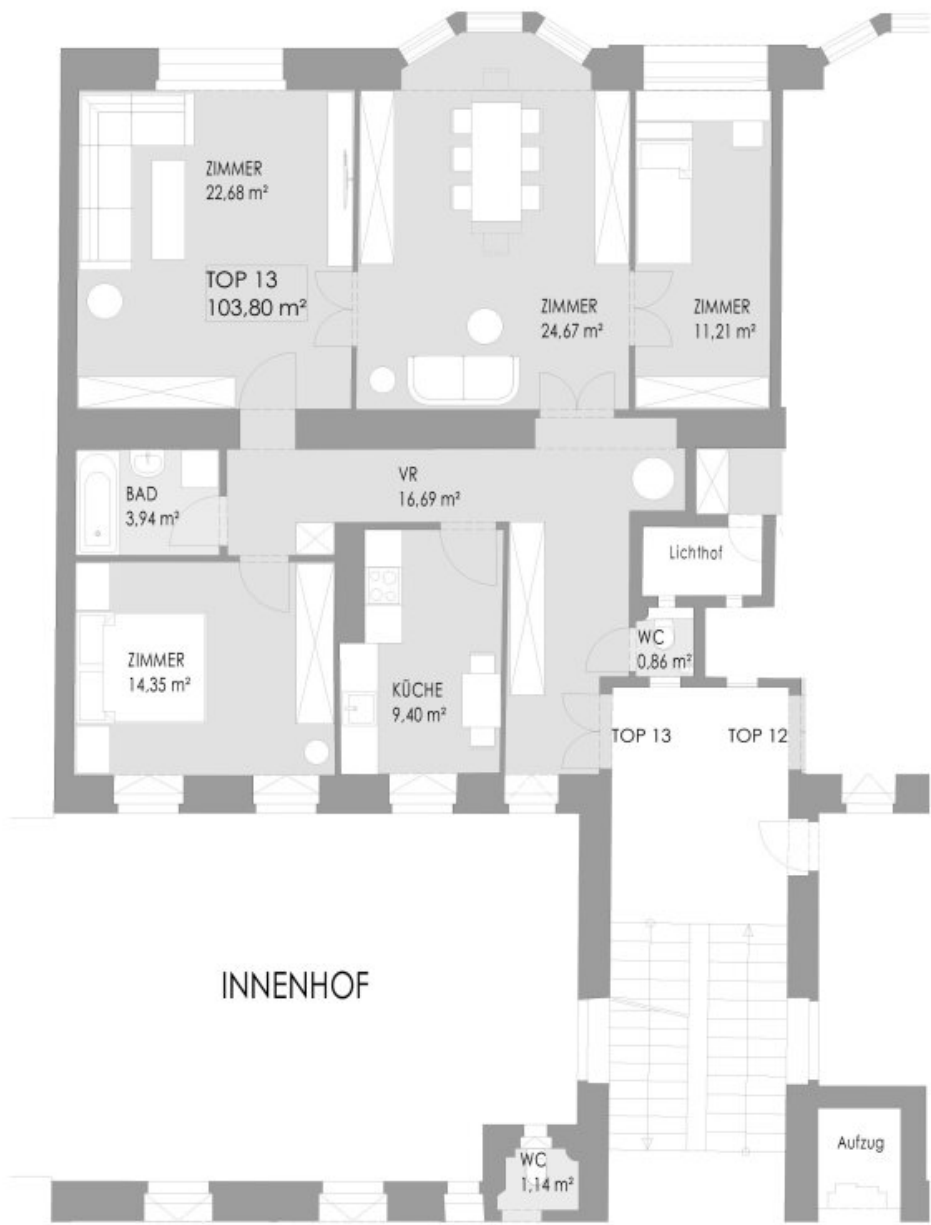 ZIMMER
22,68 m²
TOP 13
103,80 m²
ZIMMER
24,67 m²
ZIMMER
11,21 m²
VR
16,69 m²
BAD
3,94 m²
Lichthof
WC
0,86 m²
ZIMMER
14,35 m²
KÜCHE
9,40 m²
TOP 13
TOP 12
INNENHOF
Aufzug
WC
1,14 m²